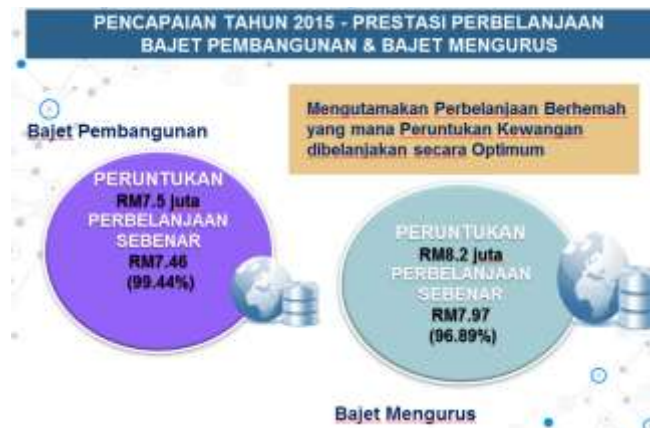 PENCAPAIAN TAHUN 2015 - PRESTASI PERBELANJAAN
BAJET PEMBANGUNAN & BAJET MENGURUS
Mengutamakan Perbelanjaan Berhemah
yang mana Peruntukan Kewangan
dibelanjakan secara Optimum
Bajet Pembangunan
PERUNTUKAN
RM7.5 juta
PERBELANJAAN
SEBENAR
RM7.46
(99.44%)
PERUNTUKAN
RM8.2 juta
PERBELANJAAN
SEBENAR
RM7.97
(96.89%)
Bajet Mengurus